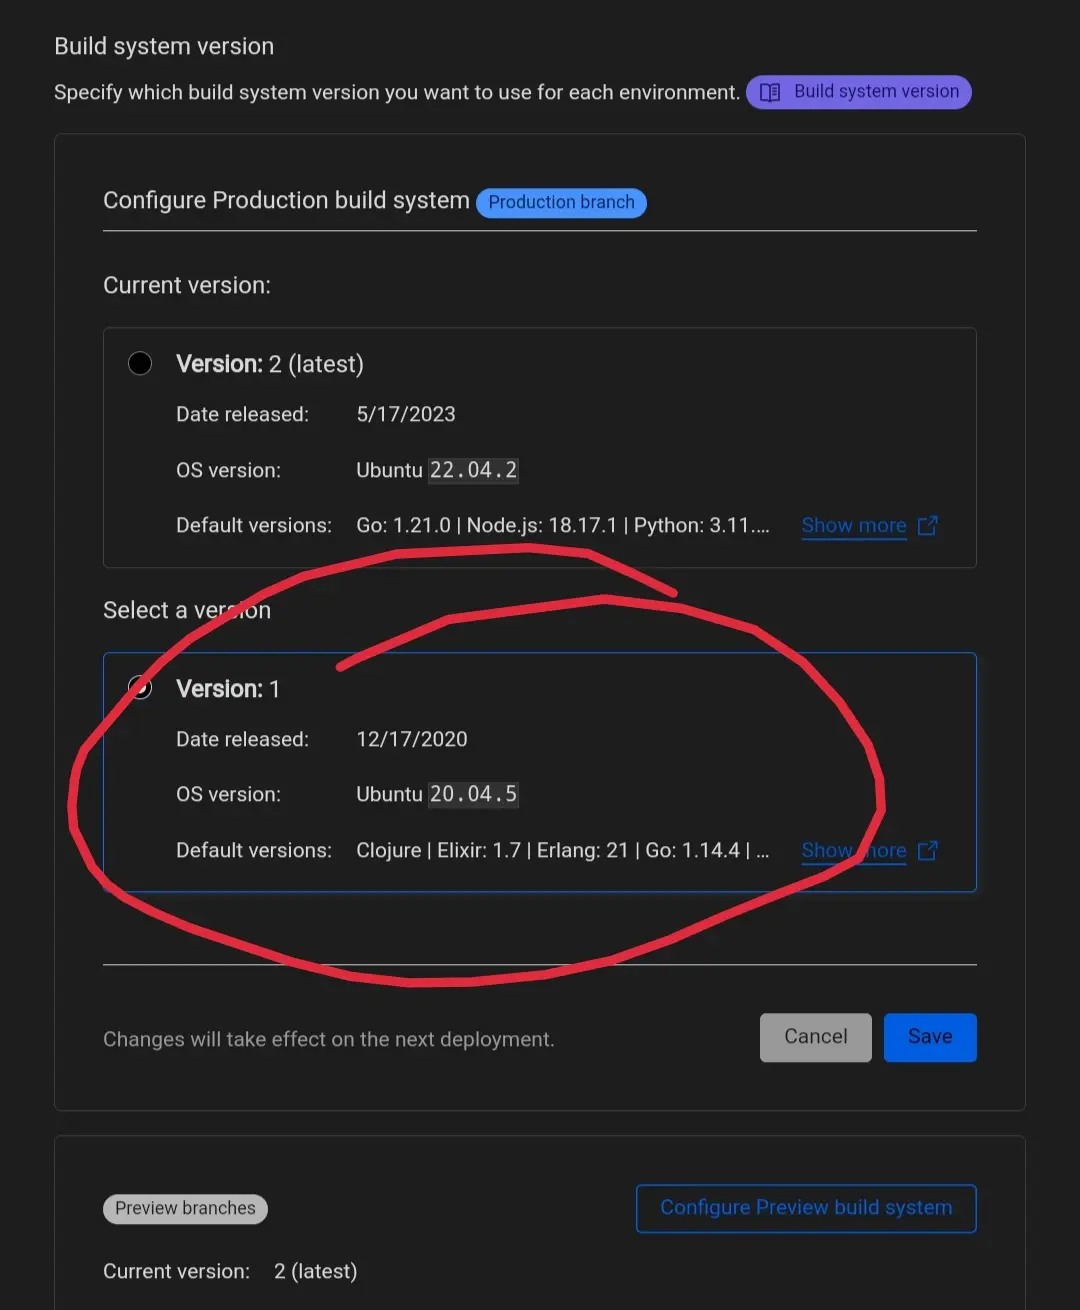 Build system version
Specify which build system version you want to use for each environment. Build system version
Configure Production build system Production branch
Current version:
Version: 2 (latest)
Date released: 5/17/2023
OS version: Ubuntu 22.04.2
Default versions: Go: 1.21.0 | Node.js: 18.17.1 | Python: 3.11.... Show more
Select a version
Version: 1
Date released: 12/17/2020
OS version: Ubuntu 20.04.5
Default versions: Clojure | Elixir: 1.7 | Erlang: 21 | Go: 1.14.4 | ... Show more
Changes will take effect on the next deployment. Cancel Save
Preview branches Configure Preview build system
Current version: 2 (latest)